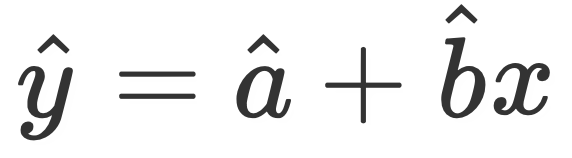 ŷ = â + b̂x